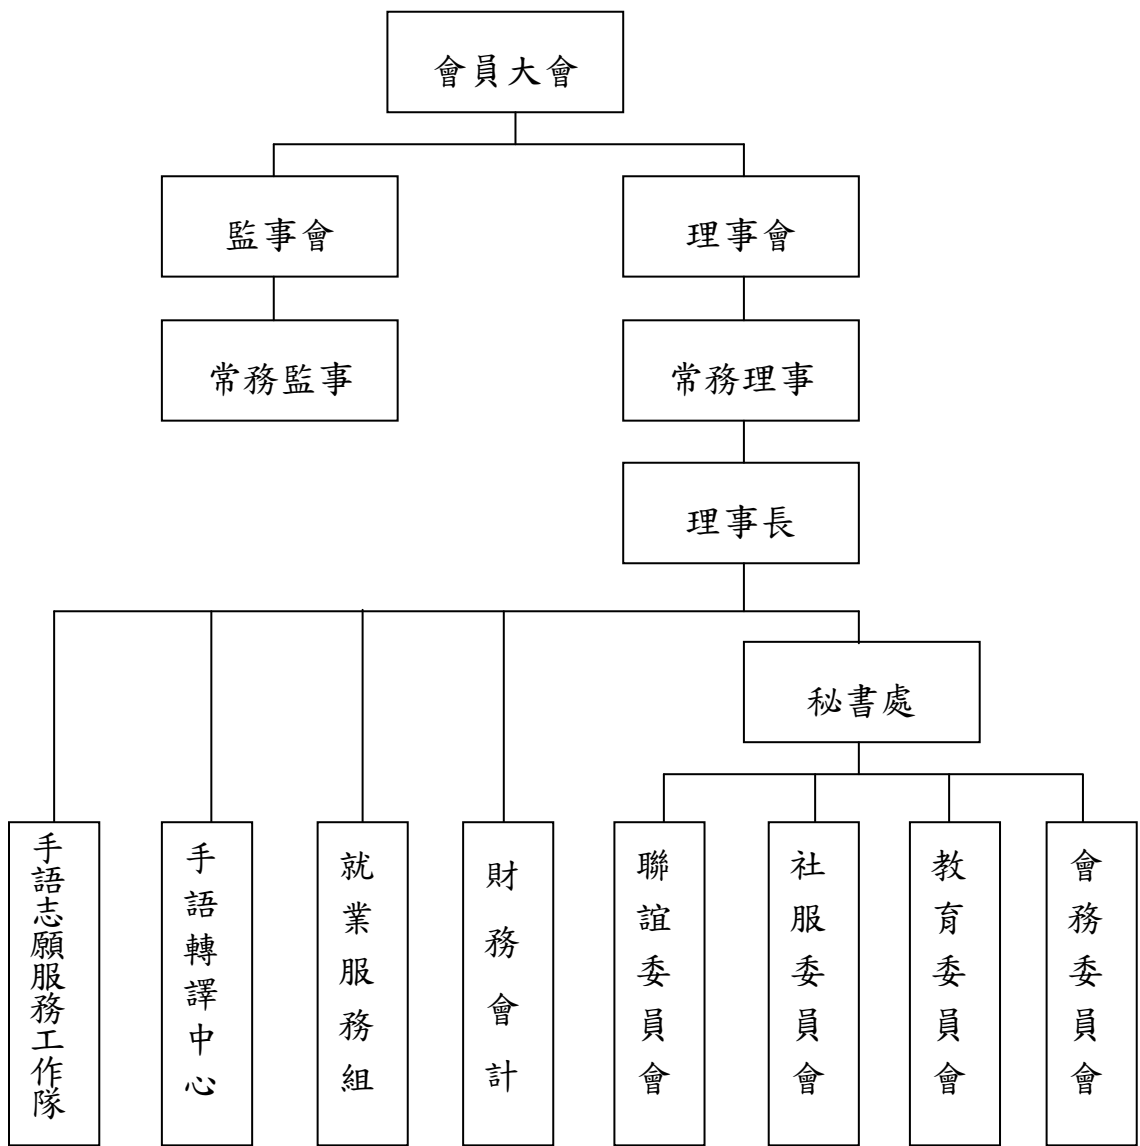 會員大會
監事會
理事會
常務監事
常務理事
理事長
秘書處
手語志願服務工作隊
手語轉譯中心
就業服務組
財務會計
聯誼委員會
社服委員會
教育委員會
會務委員會